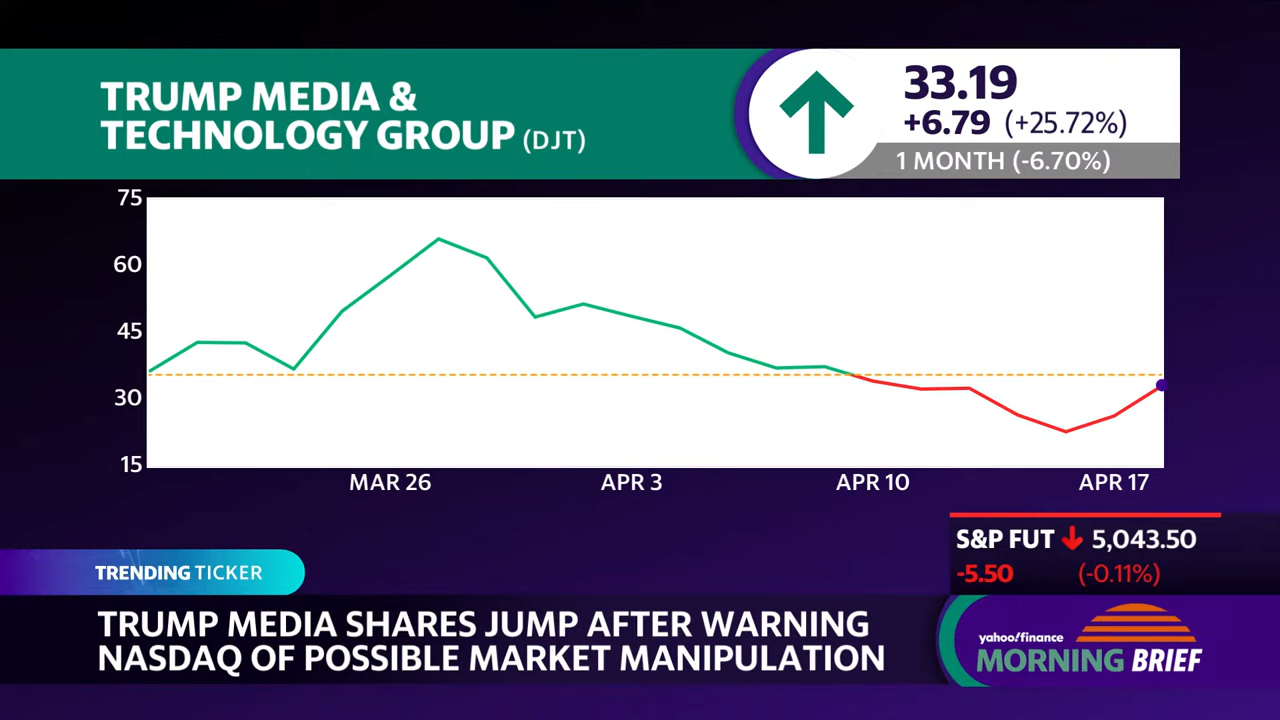 TRUMP MEDIA &
TECHNOLOGY GROUP (DJT)
33.19
+6.79 (+25.72%)
1 MONTH (-6.70%)
75
60
45
30
15
MAR 26 APR 3 APR 10 APR 17
S&P FUT 5,043.50
-5.50 (-0.11%)
TRENDING TICKER
TRUMP MEDIA SHARES JUMP AFTER WARNING
NASDAQ OF POSSIBLE MARKET MANIPULATION
yahoo!finance
MORNING BRIEF